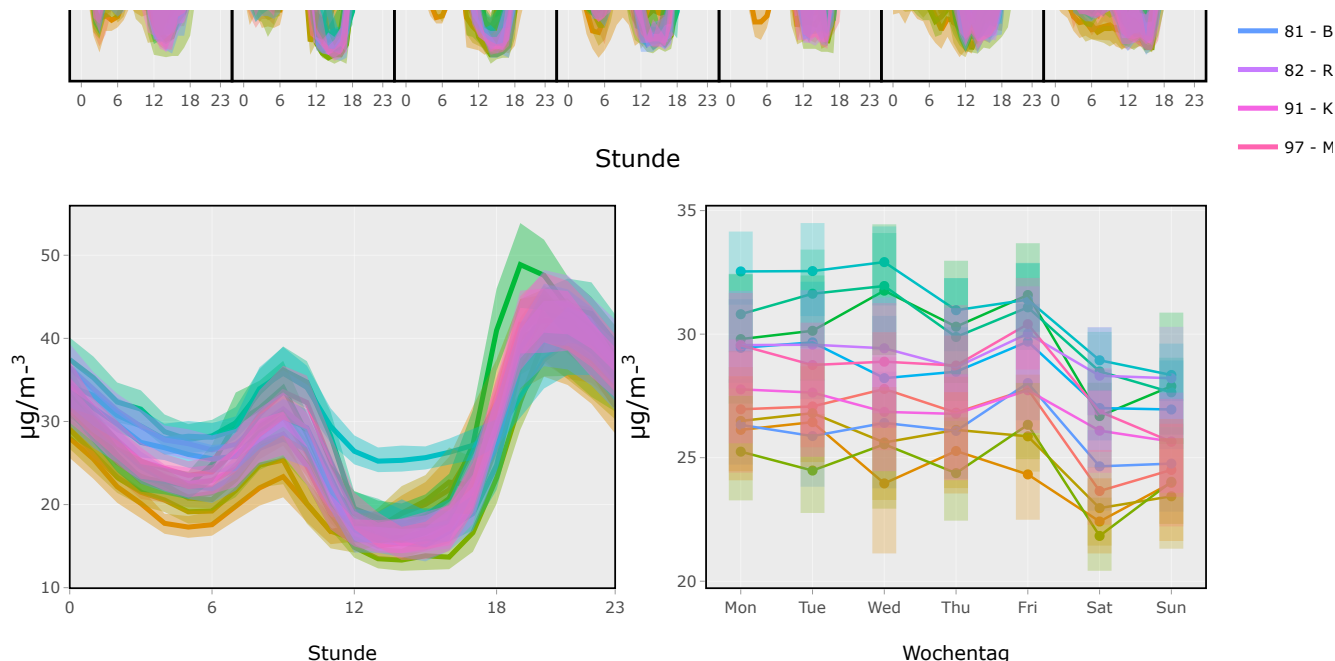 0 6 12 18 23 0 6 12 18 23 0 6 12 18 23 0 6 12 18 23 0 6 12 18 23 0 6 12 18 23 0 6 12 18 23
Stunde
81 - B
82 - R
91 - K
97 - M
µg/m-³
50
40
30
20
10
0 6 12 18 23
Stunde
µg/m-³
35
30
25
20
Mon Tue Wed Thu Fri Sat Sun
Wochentag